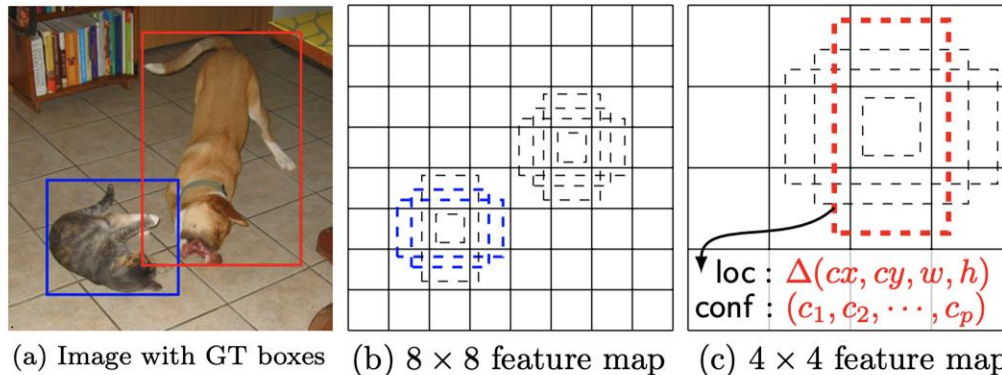 loc : Δ(cx, cy, w, h)
conf : (c₁, c₂, ⋯, cₚ)
(a) Image with GT boxes
(b) 8 × 8 feature map
(c) 4 × 4 feature map